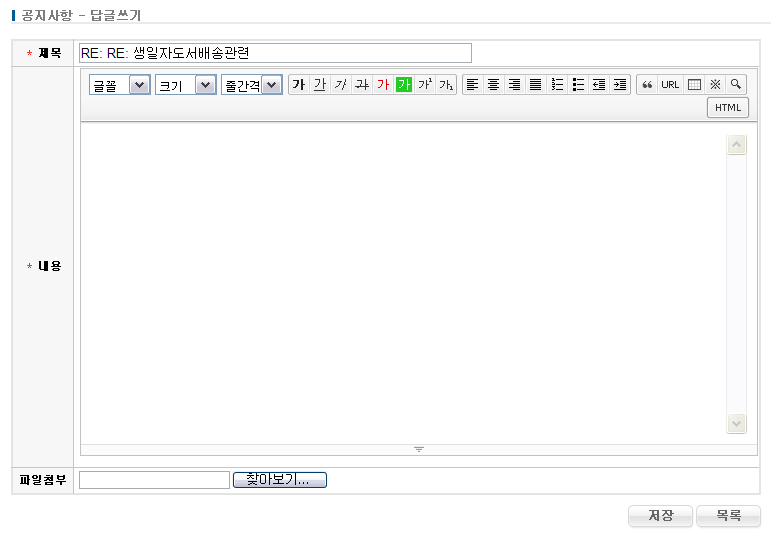 공지사항 - 답글쓰기
* 제목 RE: RE: 생일자도서배송관련
글꼴 크기 줄간격 가 가 가 가 가 가 가¹ 가₁ URL ※
HTML
* 내용
파일첨부 찾아보기...
저장 목록